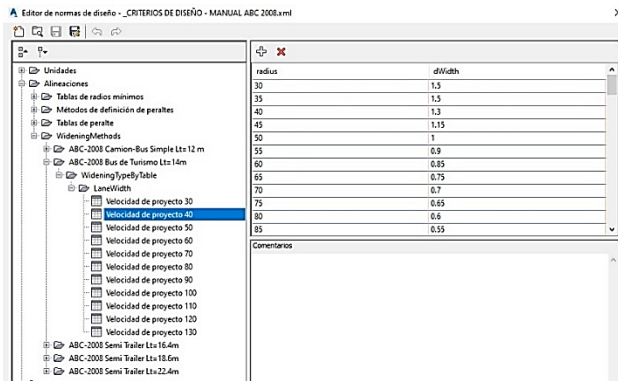 Editor de normas de diseño - _CRITERIOS DE DISEÑO - MANUAL ABC 2008.xml
Unidades
Alineaciones
Tablas de radios mínimos
Métodos de definición de peraltes
Tablas de peralte
WideningMethods
ABC-2008 Camion-Bus Simple Lt=12 m
ABC-2008 Bus de Turismo Lt=14m
WideningTypeByTable
LaneWidth
Velocidad de proyecto 30
Velocidad de proyecto 40
Velocidad de proyecto 50
Velocidad de proyecto 60
Velocidad de proyecto 70
Velocidad de proyecto 80
Velocidad de proyecto 90
Velocidad de proyecto 100
Velocidad de proyecto 110
Velocidad de proyecto 120
Velocidad de proyecto 130
ABC-2008 Semi Trailer Lt=16.4m
ABC-2008 Semi Trailer Lt=18.6m
ABC-2008 Semi Trailer Lt=22.4m
radius dWidth
30 1.5
35 1.5
40 1.3
45 1.15
50 1
55 0.9
60 0.85
65 0.75
70 0.7
75 0.65
80 0.6
85 0.55
Comentarios